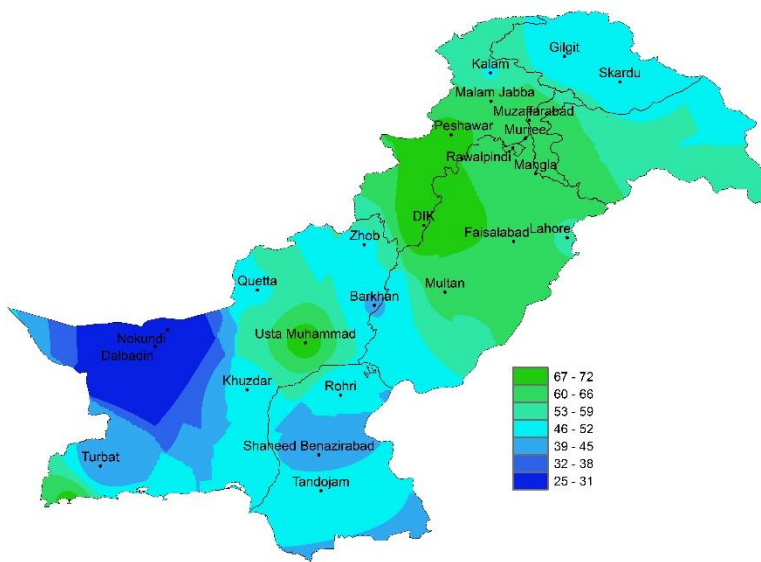 Gilgit
Kalam
Skardu
Malam Jabba
Muzaffarabad
Peshawar
Murree
Rawalpindi
Mangla
DIK
Faisalabad
Lahore
Zhob
Quetta
Multan
Barkhan
Nokundi
Usta Muhammad
Dalbadin
Khuzdar
Rohri
Shaheed Benazirabad
Turbat
Tandojam
67 - 72
60 - 66
53 - 59
46 - 52
39 - 45
32 - 38
25 - 31